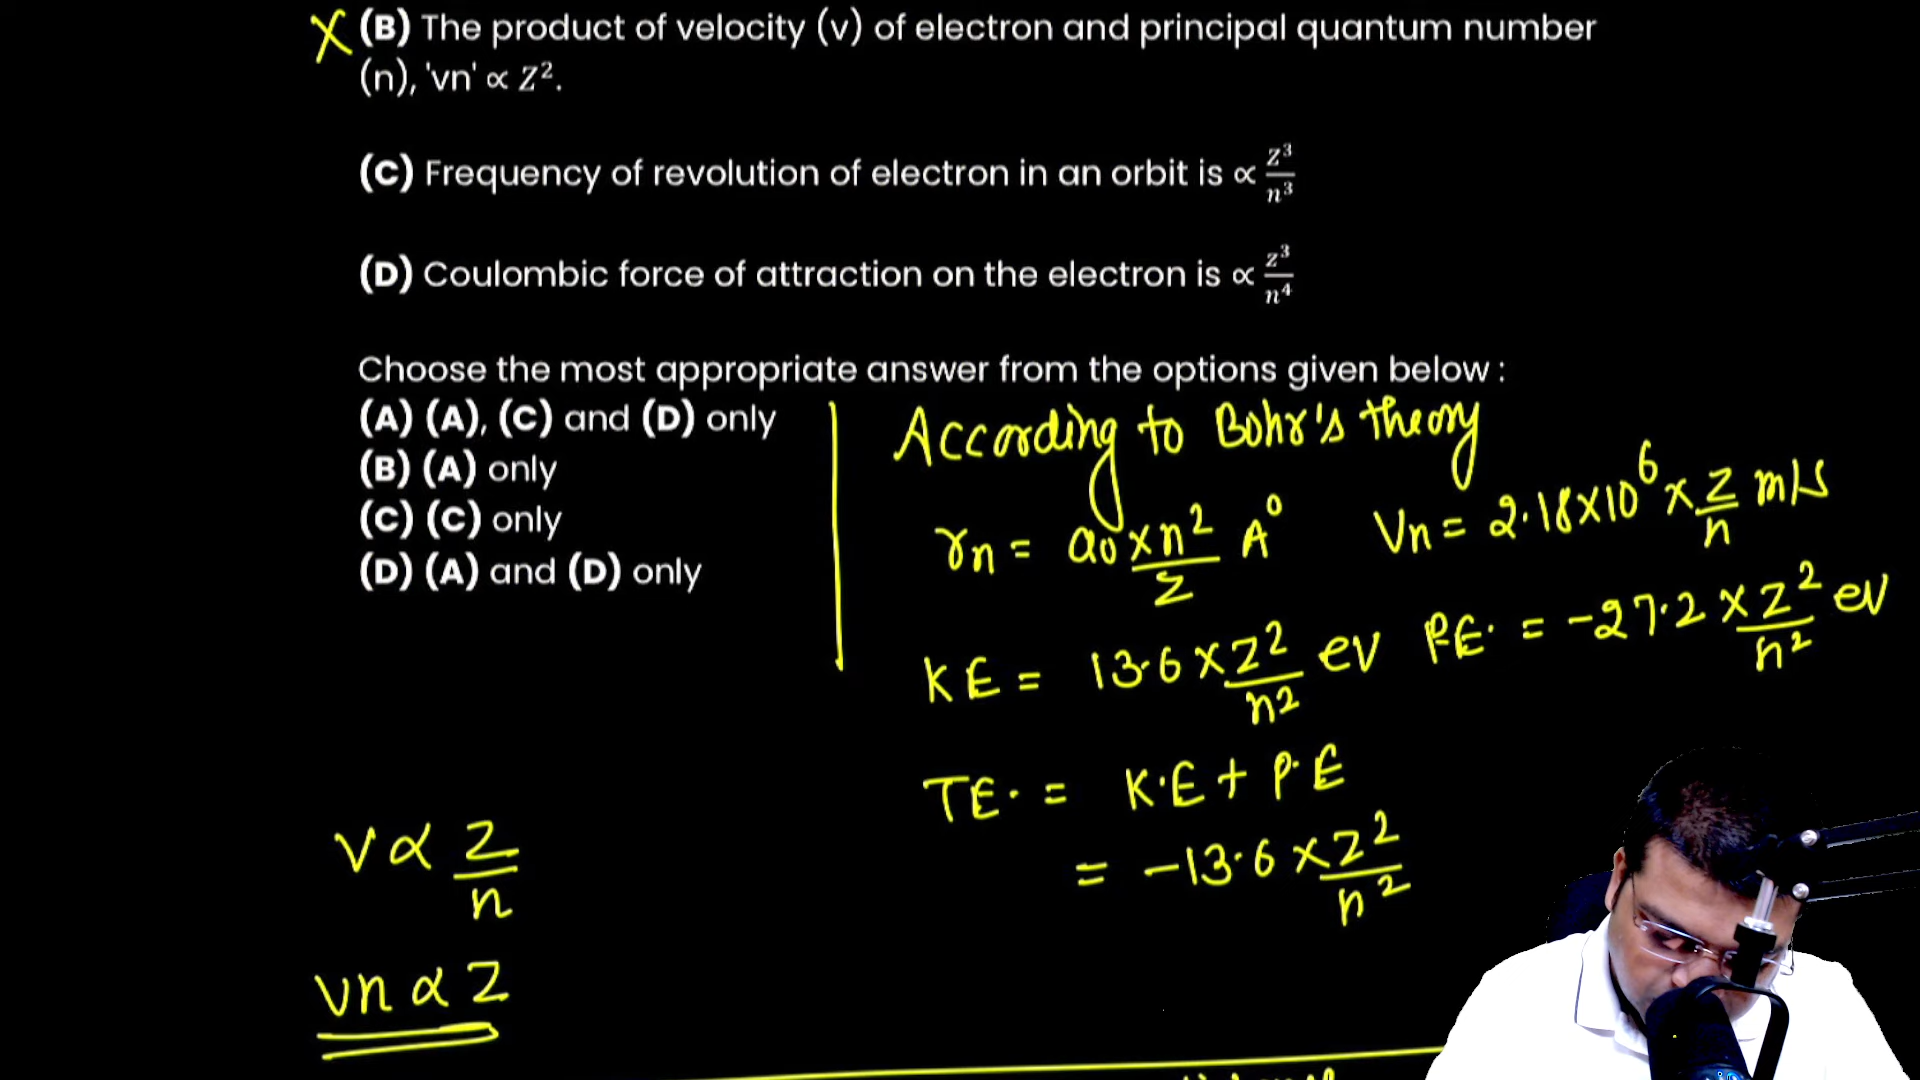 X (B) The product of velocity (v) of electron and principal quantum number
(n), 'vn' ∝ Z².
(C) Frequency of revolution of electron in an orbit is ∝ Z³/n³
(D) Coulombic force of attraction on the electron is ∝ Z³/n⁴
Choose the most appropriate answer from the options given below :
(A) (A), (C) and (D) only
(B) (A) only
(C) (C) only
(D) (A) and (D) only
According to Bohr's theory
rn = a0 × n²/Z A° Vn = 2.18×10⁶ × Z/n m/s
KE = 13.6 × Z²/n² eV P.E. = -27.2 × Z²/n² eV
TE. = K.E + P.E
= -13.6 × Z²/n²
V ∝ Z/n
Vn ∝ Z